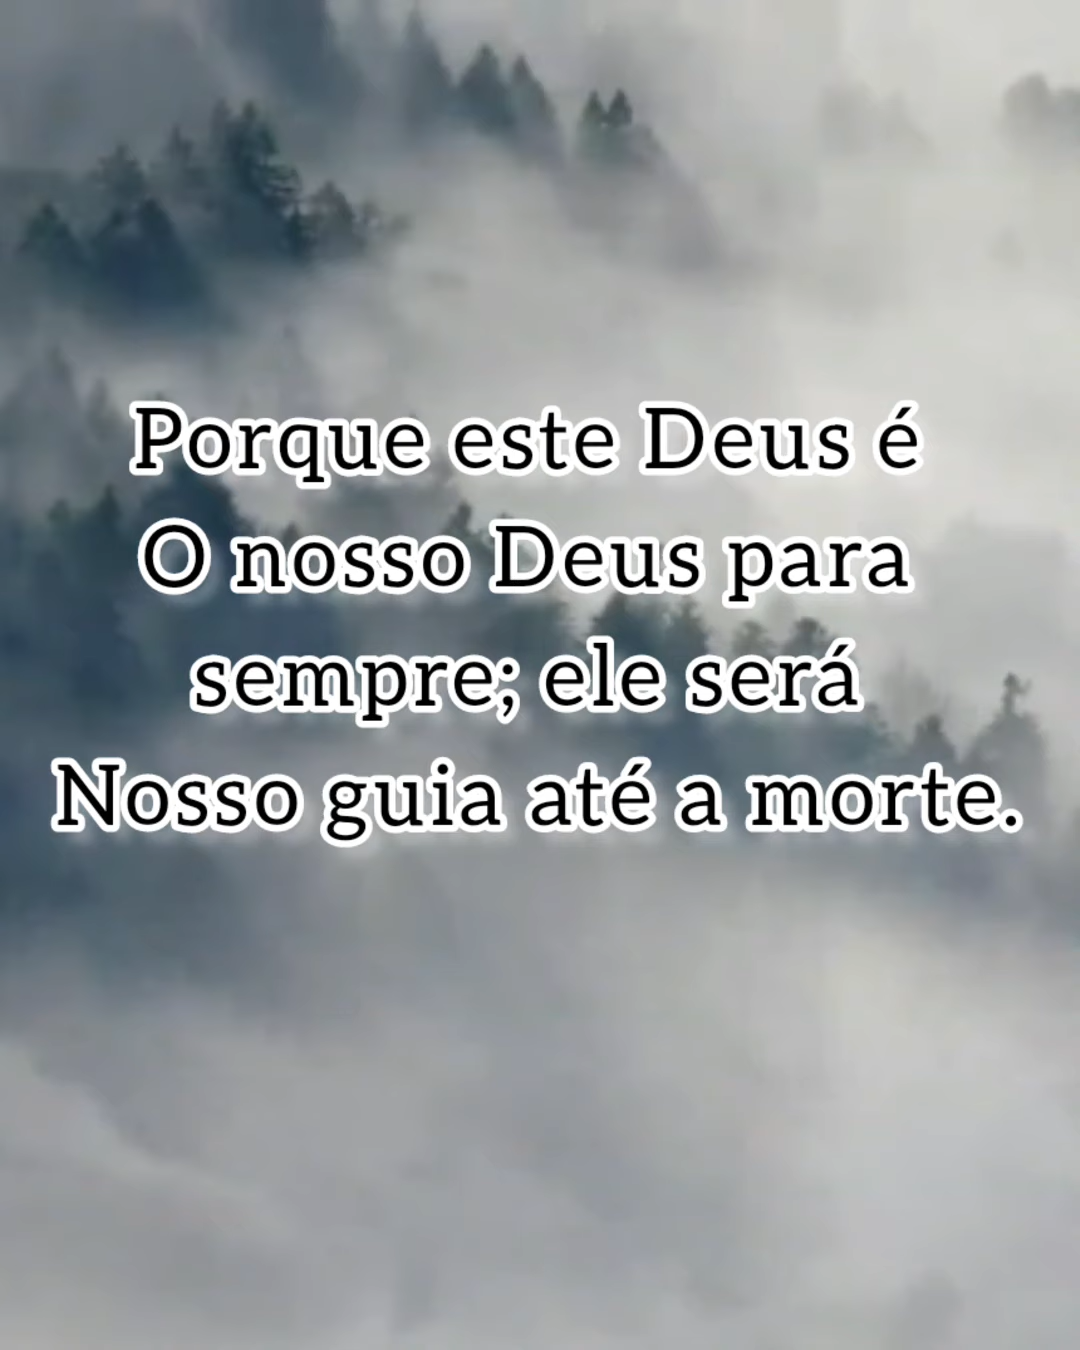 Porque este Deus é
O nosso Deus para
sempre; ele será
Nosso guia até a morte.